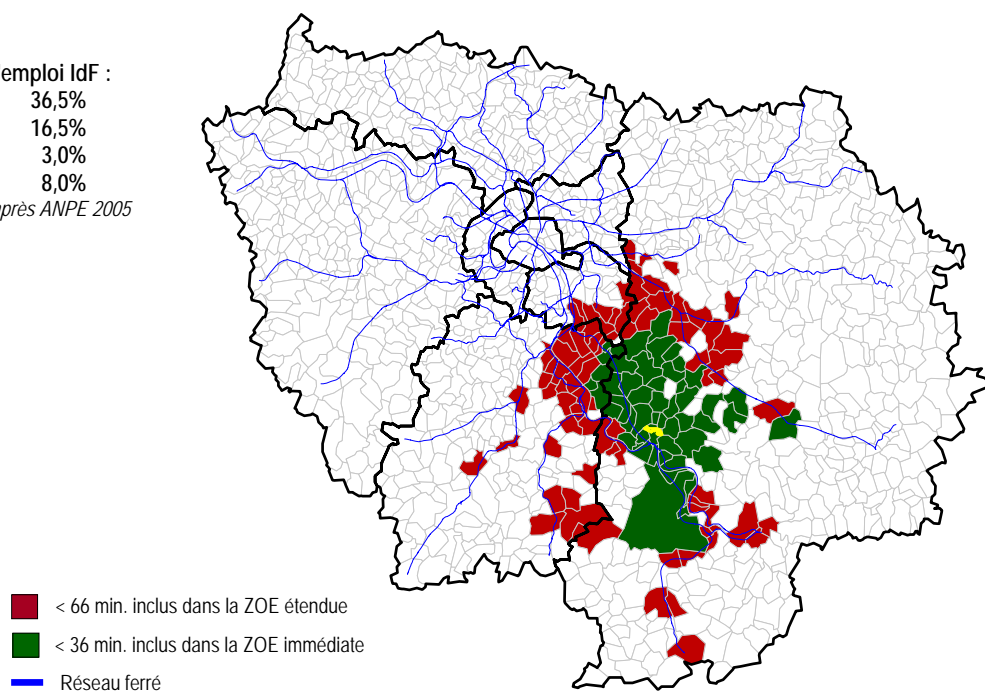 emploi IdF :
36,5%
16,5%
3,0%
8,0%
après ANPE 2005
< 66 min. inclus dans la ZOE étendue
< 36 min. inclus dans la ZOE immédiate
Réseau ferré